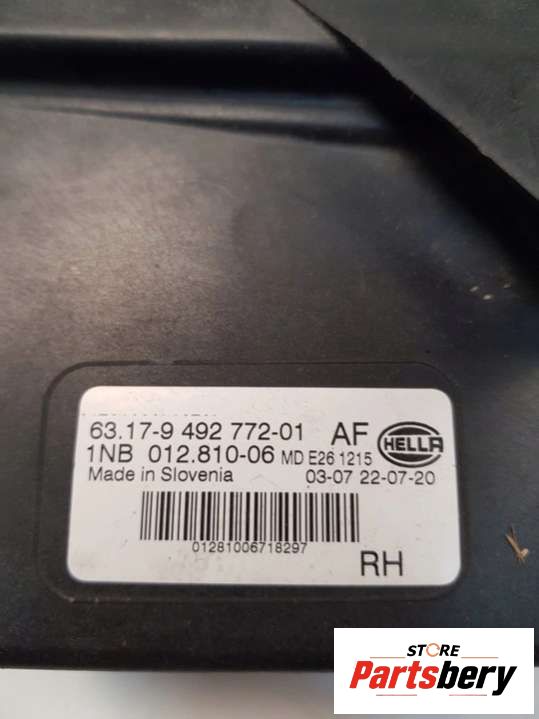 63.17-9 492 772-01 AF HELLA
1NB 012.810-06 MD E26 1215
Made in Slovenia 03-07 22-07-20
01281006718297
RH
STORE
Partsbery